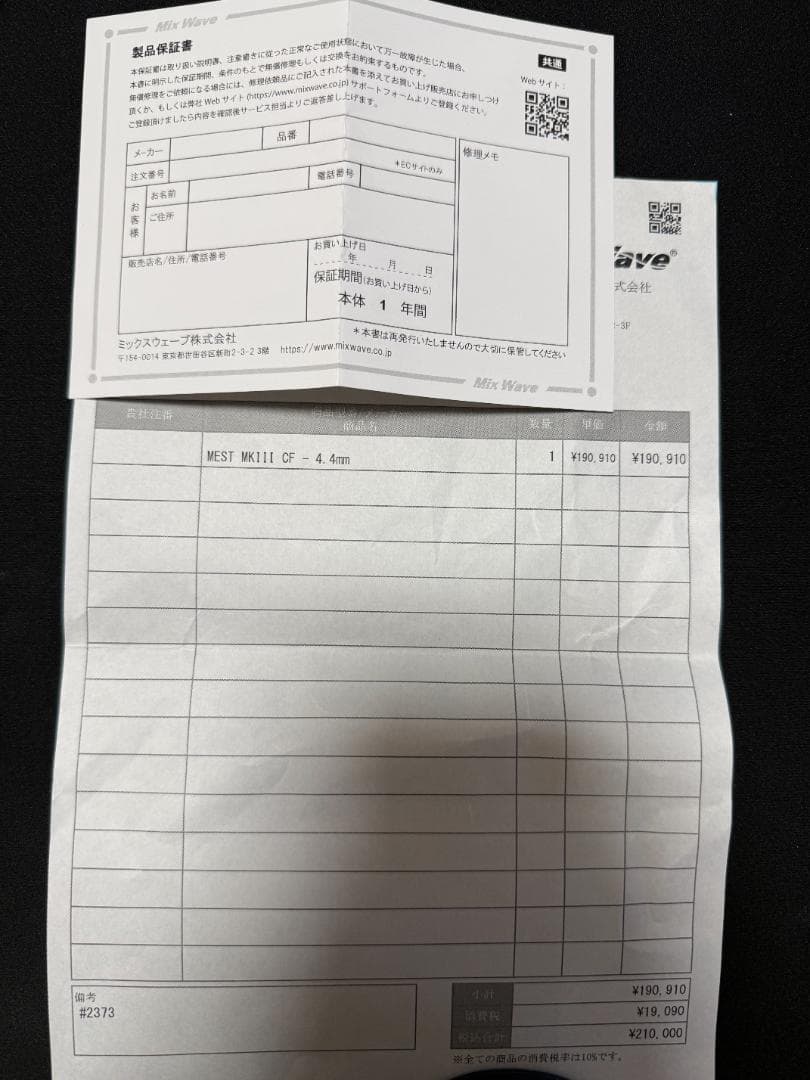 Mix Wave
製品保証書
共通
本保証書は取り扱い説明書、注意書きに従った正常なご使用状態において万一故障が生じた場合、
本書に明示した保証期間、条件のもとで無償修理もしくは交換をお約束するものです。
無償修理をご依頼になる場合には、修理依頼品にご記入された本書を添えてお買い上げ販売店にお申しつけ
頂くか、もしくは弊社 Web サイト (https://www.mixwave.co.jp) サポートフォームよりご登録ください。
ご登録頂けましたら内容を確認後サービス担当よりご返答差し上げます。
Web サイト:
メーカー
品番
注文番号
*ECサイトのみ
お客様
お名前
電話番号
ご住所
修理メモ
販売店名/住所/電話番号
お買い上げ日
年 月 日
保証期間(お買い上げ日から)
本体 1 年間
ミックスウェーブ株式会社
〒154-0014 東京都世田谷区新町2-3-2 3階 https://www.mixwave.co.jp
*本書は再発行いたしませんので大切に保管してください
Mix Wave
Wave®
式会社
-3F
貴社注番
商品名
数量
単価
金額
MEST MKIII CF - 4.4mm 1 ¥190,910 ¥190,910
備考
#2373
小計 ¥190,910
消費税 ¥19,090
税込合計 ¥210,000
※全ての商品の消費税率は10%です。